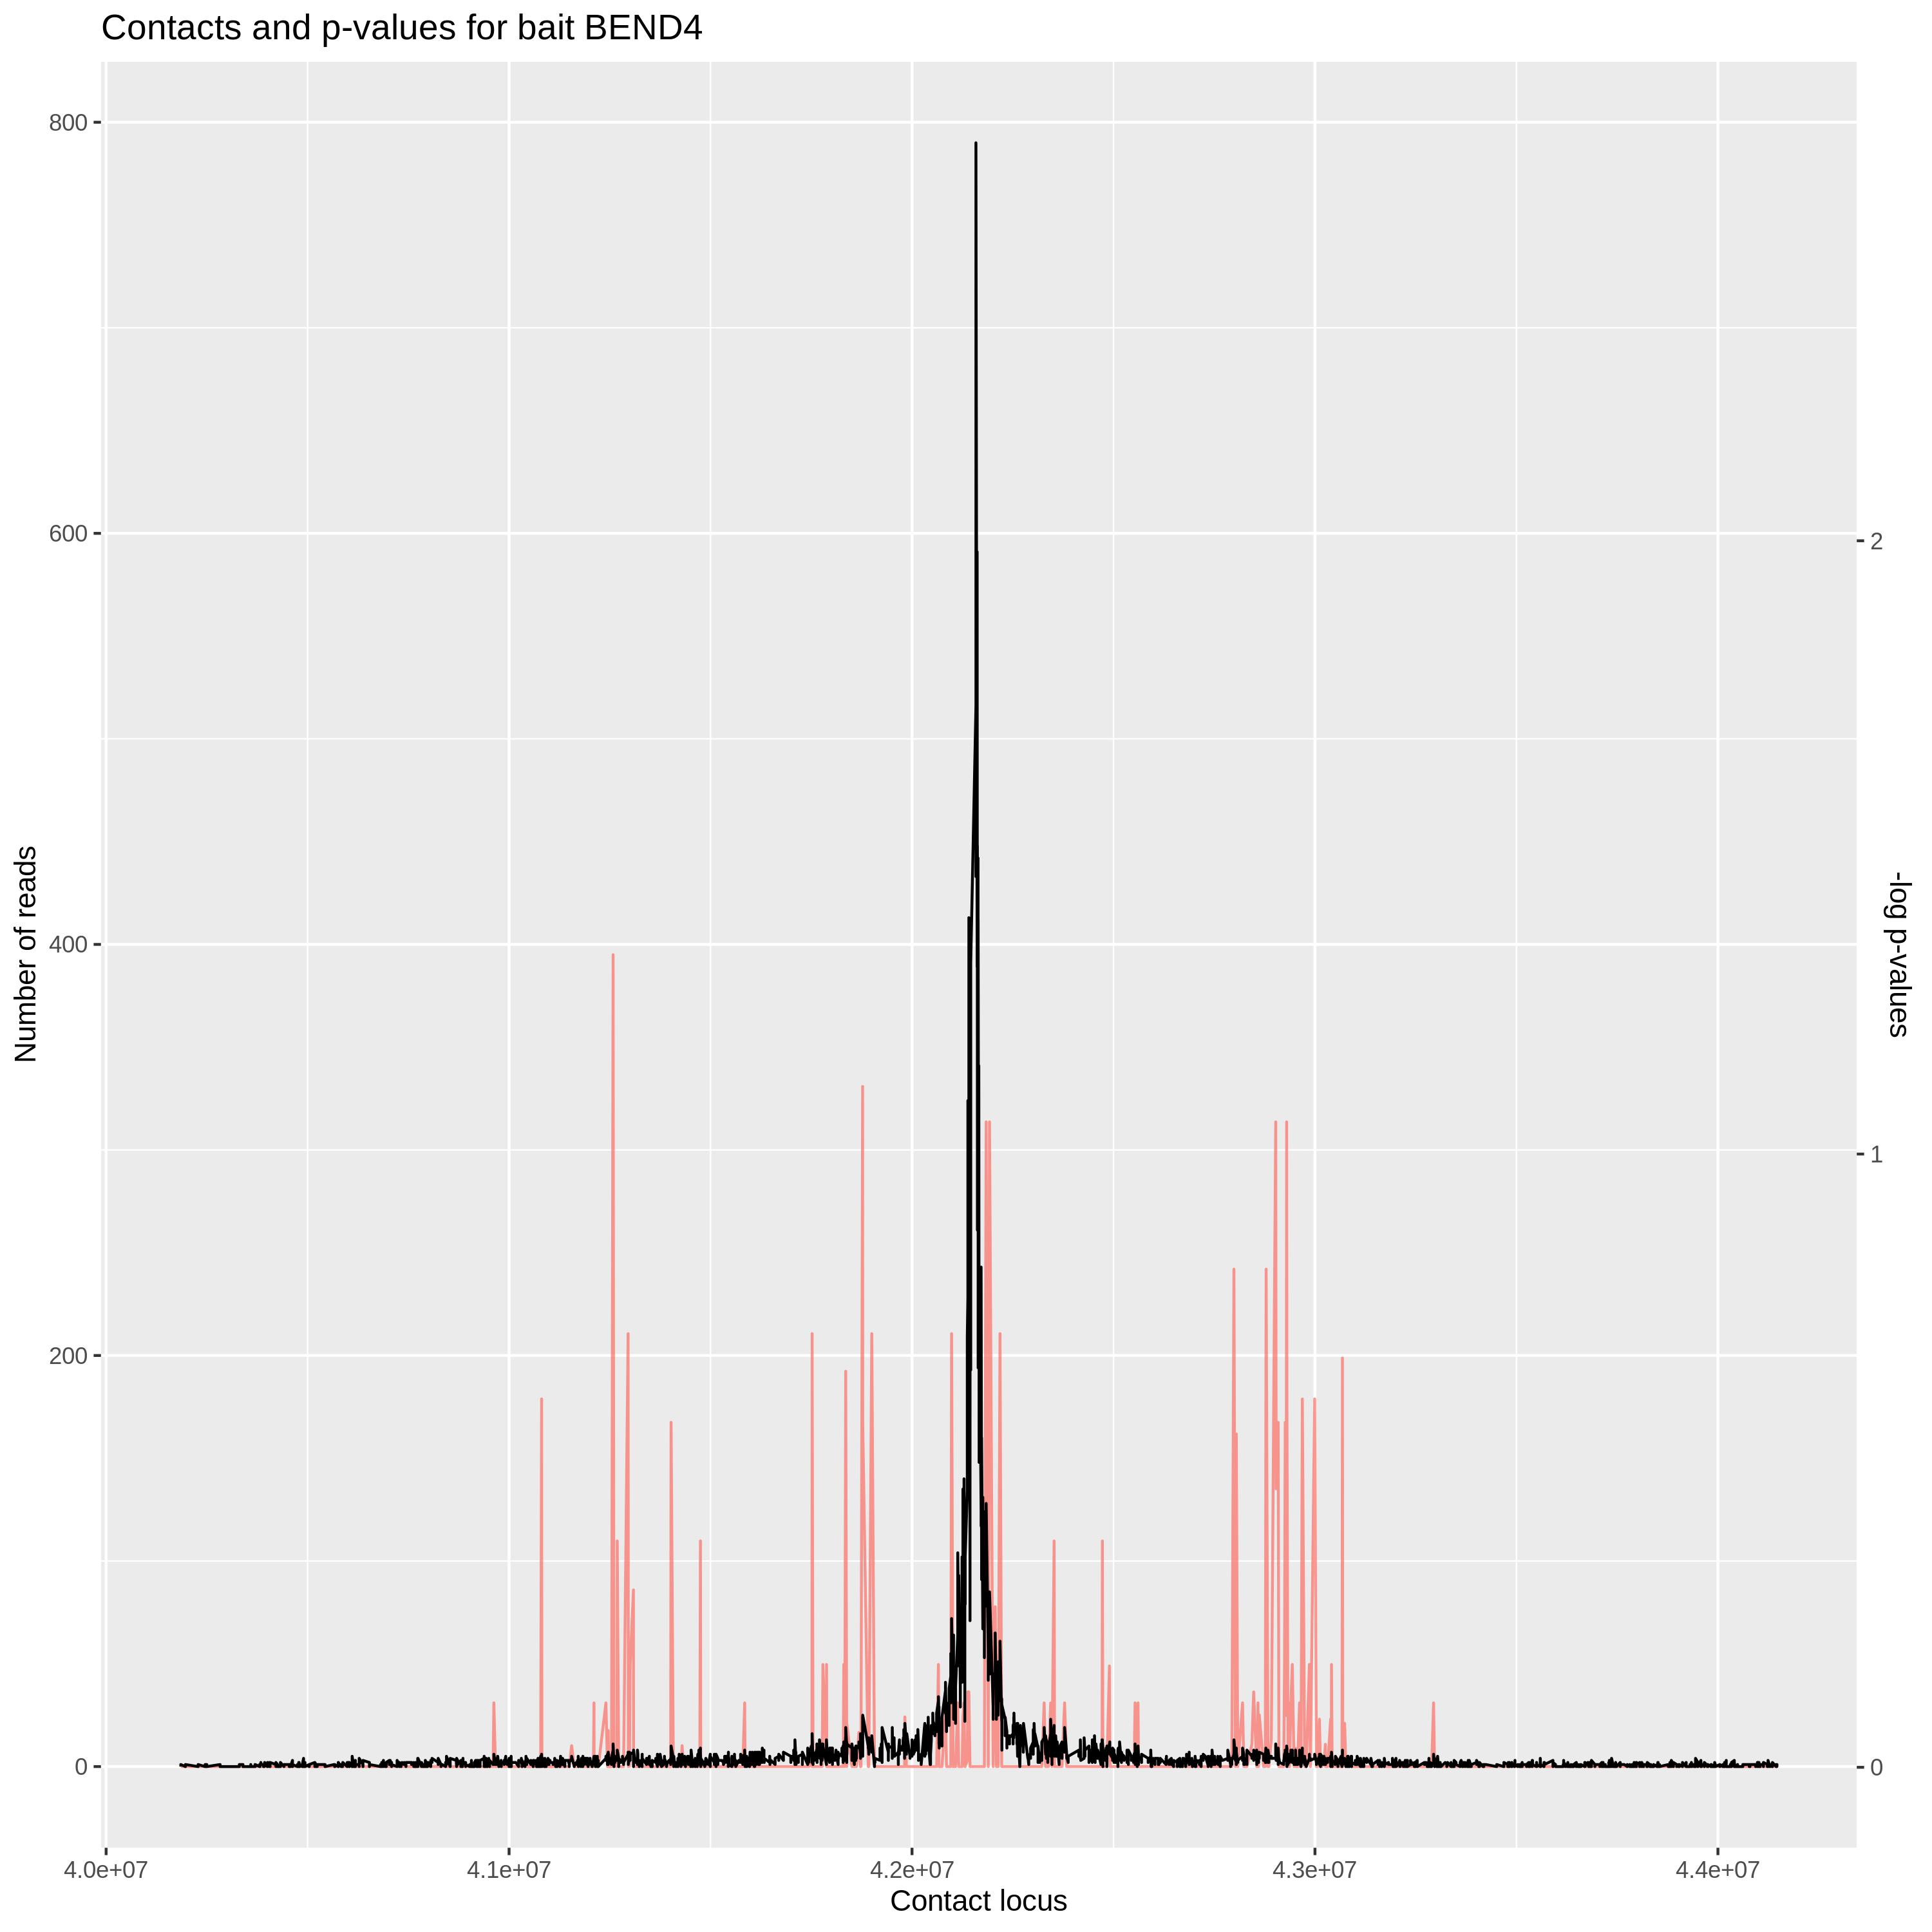 Contacts and p-values for bait BEND4
800
600
400
200
0
Number of reads
2
1
0
-log p-values
4.0e+07
4.1e+07
4.2e+07
4.3e+07
4.4e+07
Contact locus